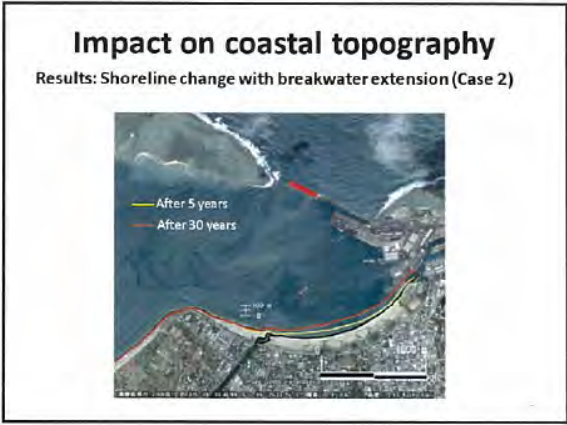 Impact on coastal topography
Results: Shoreline change with breakwater extension (Case 2)
After 5 years
After 30 years